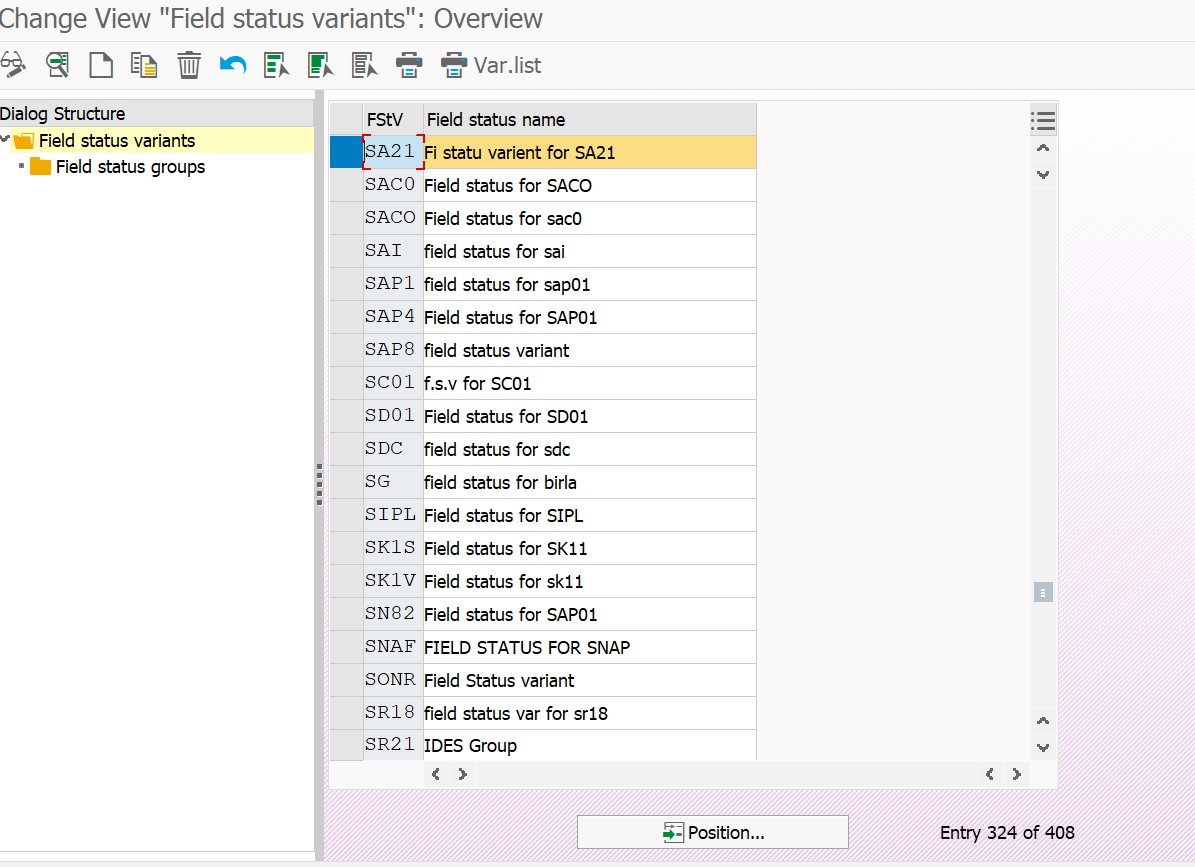 Change View "Field status variants": Overview
Var.list
Dialog Structure
Field status variants
Field status groups
FStV Field status name
SA21 Fi statu varient for SA21
SAC0 Field status for SACO
SACO Field status for sac0
SAI field status for sai
SAP1 field status for sap01
SAP4 Field status for SAP01
SAP8 field status variant
SC01 f.s.v for SC01
SD01 Field status for SD01
SDC field status for sdc
SG field status for birla
SIPL Field status for SIPL
SK1S Field status for SK11
SK1V Field status for sk11
SN82 Field status for SAP01
SNAF FIELD STATUS FOR SNAP
SONR Field Status variant
SR18 field status var for sr18
SR21 IDES Group
Position...
Entry 324 of 408